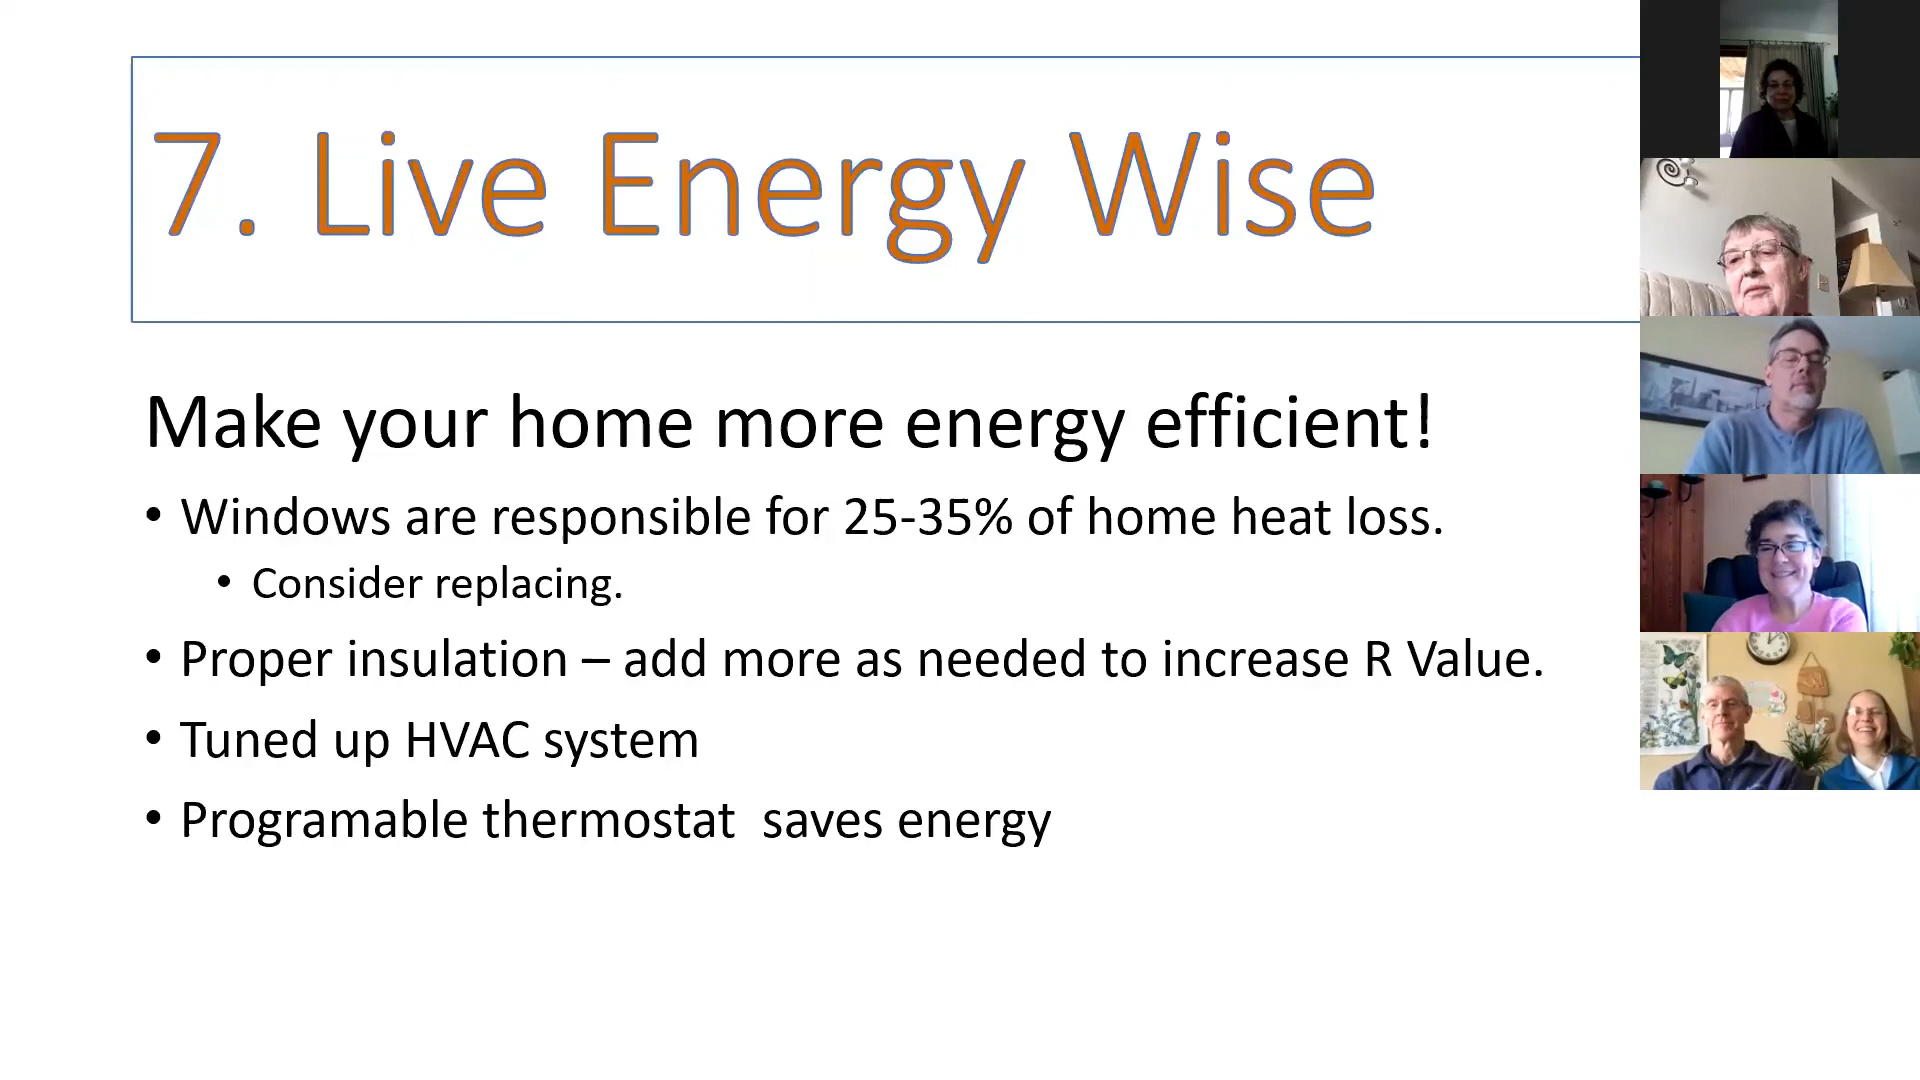 7. Live Energy Wise
Make your home more energy efficient!
• Windows are responsible for 25-35% of home heat loss.
• Consider replacing.
• Proper insulation – add more as needed to increase R Value.
• Tuned up HVAC system
• Programable thermostat  saves energy